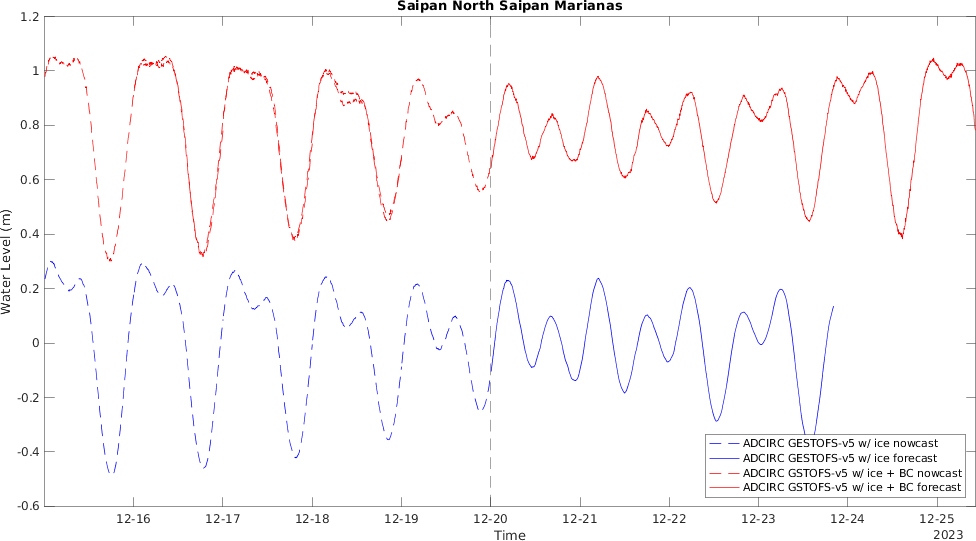 Saipan North Saipan Marianas
Water Level (m)
1.2
1
0.8
0.6
0.4
0.2
0
-0.2
-0.4
-0.6
ADCIRC GESTOFS-v5 w/ ice nowcast
ADCIRC GESTOFS-v5 w/ ice forecast
ADCIRC GSTOFS-v5 w/ ice + BC nowcast
ADCIRC GSTOFS-v5 w/ ice + BC forecast
12-16 12-17 12-18 12-19 12-20 12-21 12-22 12-23 12-24 12-25
Time
2023